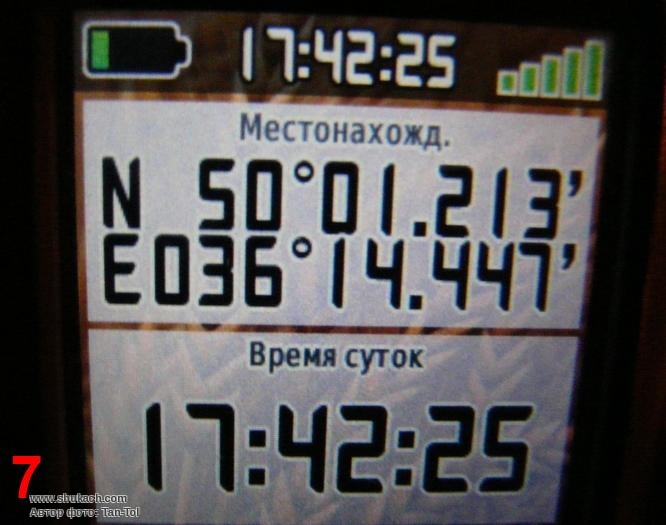 17:42:25
Местонахожд.
N 50°01.213'
E036°14.447'
Время суток
17:42:25
7
www.shukach.com
Автор фото: Tan-Tol